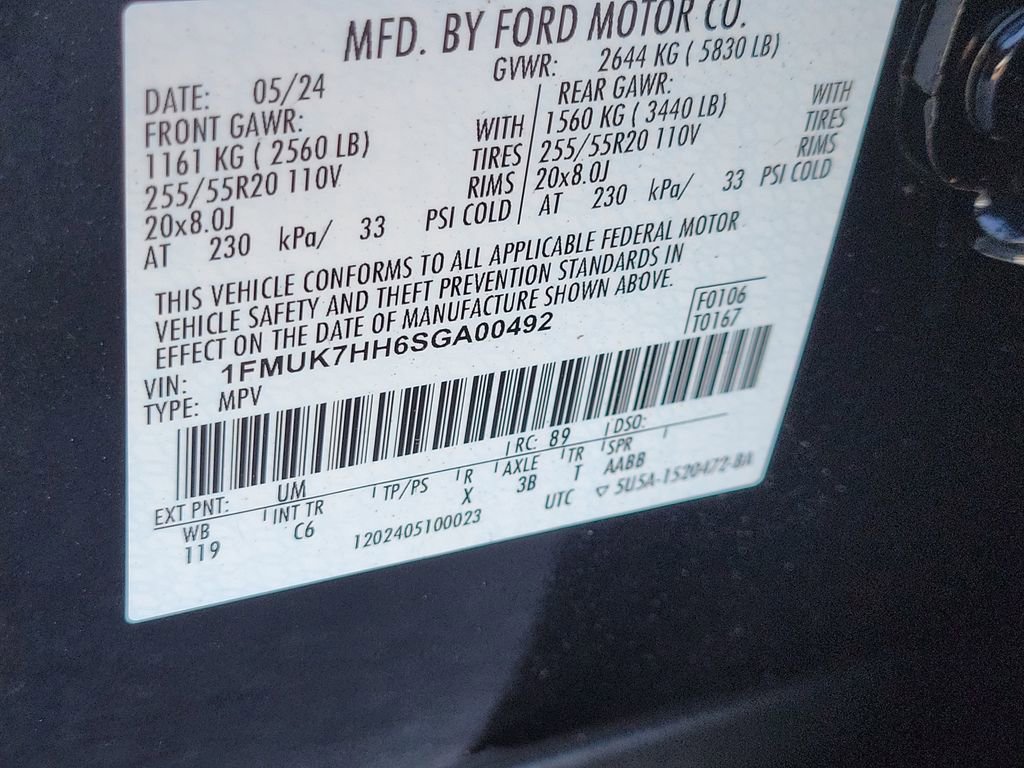 MFD. BY FORD MOTOR CO.
DATE: 05/24
GVWR: 2644 KG ( 5830 LB)
FRONT GAWR:
1161 KG ( 2560 LB) WITH
255/55R20 110V TIRES
20x8.0J RIMS
AT 230 kPa/ 33 PSI COLD
REAR GAWR:
1560 KG ( 3440 LB) WITH
255/55R20 110V TIRES
20x8.0J RIMS
AT 230 kPa/ 33 PSI COLD
THIS VEHICLE CONFORMS TO ALL APPLICABLE FEDERAL MOTOR
VEHICLE SAFETY AND THEFT PREVENTION STANDARDS IN
EFFECT ON THE DATE OF MANUFACTURE SHOWN ABOVE.
F0106
T0167
VIN: 1FMUK7HH6SGA00492
TYPE: MPV
EXT PNT: UM RC: 89 DSO:
WB INT TR TP/PS R AXLE TR SPR
119 C6 X 3B T AABB
1202405100023 UTC ▽ SU5A-1520472-BA